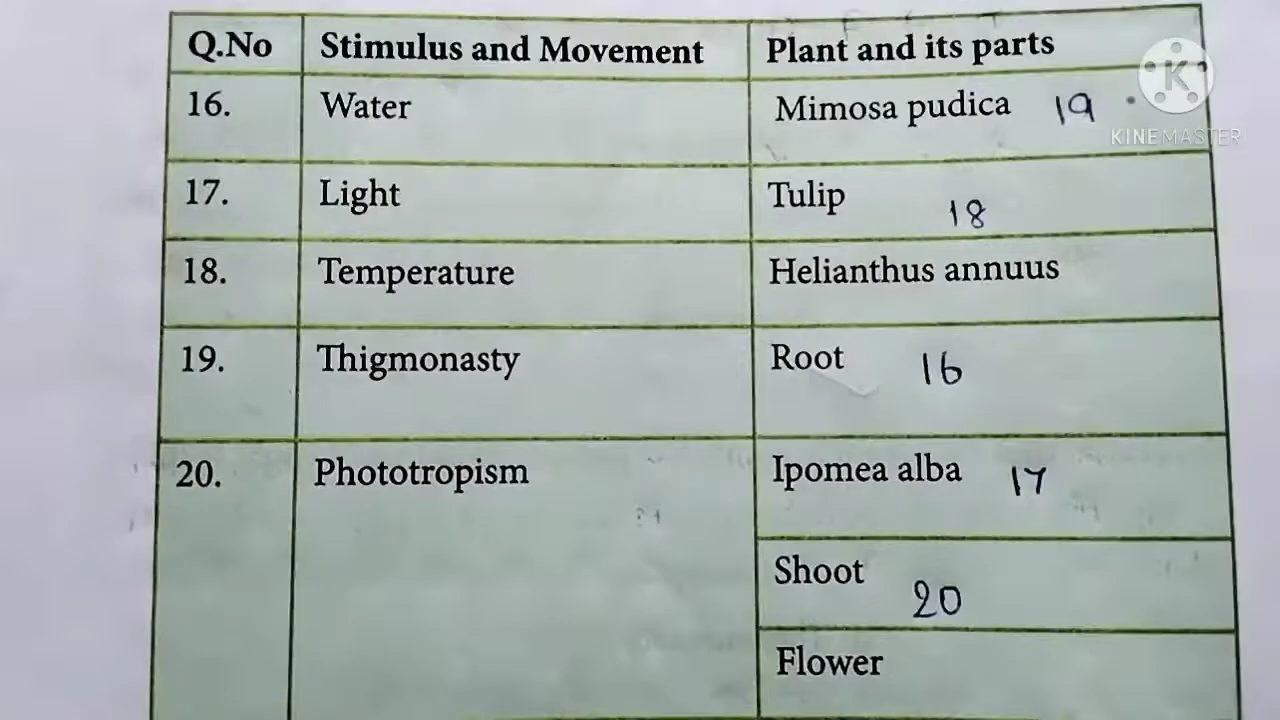 Q.No Stimulus and Movement Plant and its parts
16. Water Mimosa pudica 19
KINEMASTER
17. Light Tulip 18
18. Temperature Helianthus annuus
19. Thigmonasty Root 16
20. Phototropism Ipomea alba 17
Shoot 20
Flower